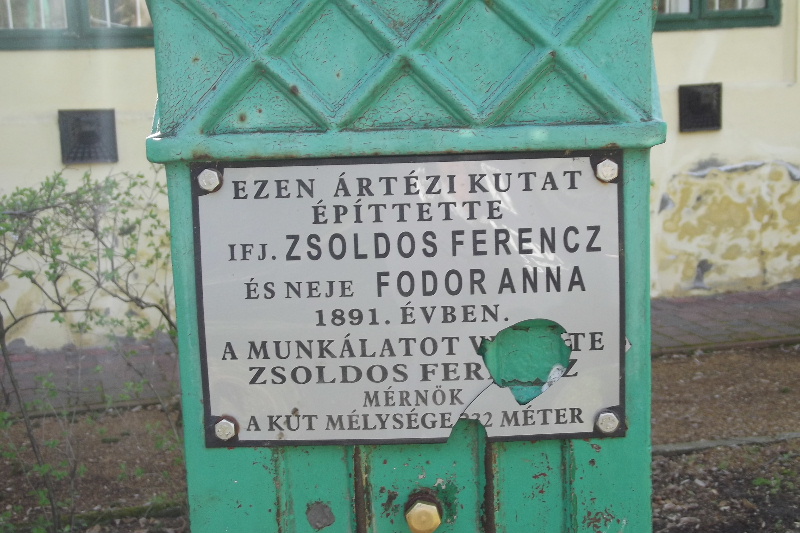 EZEN ÁRTÉZI KUTAT
ÉPÍTTETTE
IFJ. ZSOLDOS FERENCZ
ÉS NEJE FODOR ANNA
1891. ÉVBEN.
A MUNKÁLATOT
ZSOLDOS
MÉRNÖK
A KÚT MÉLYSÉGE MÉTER